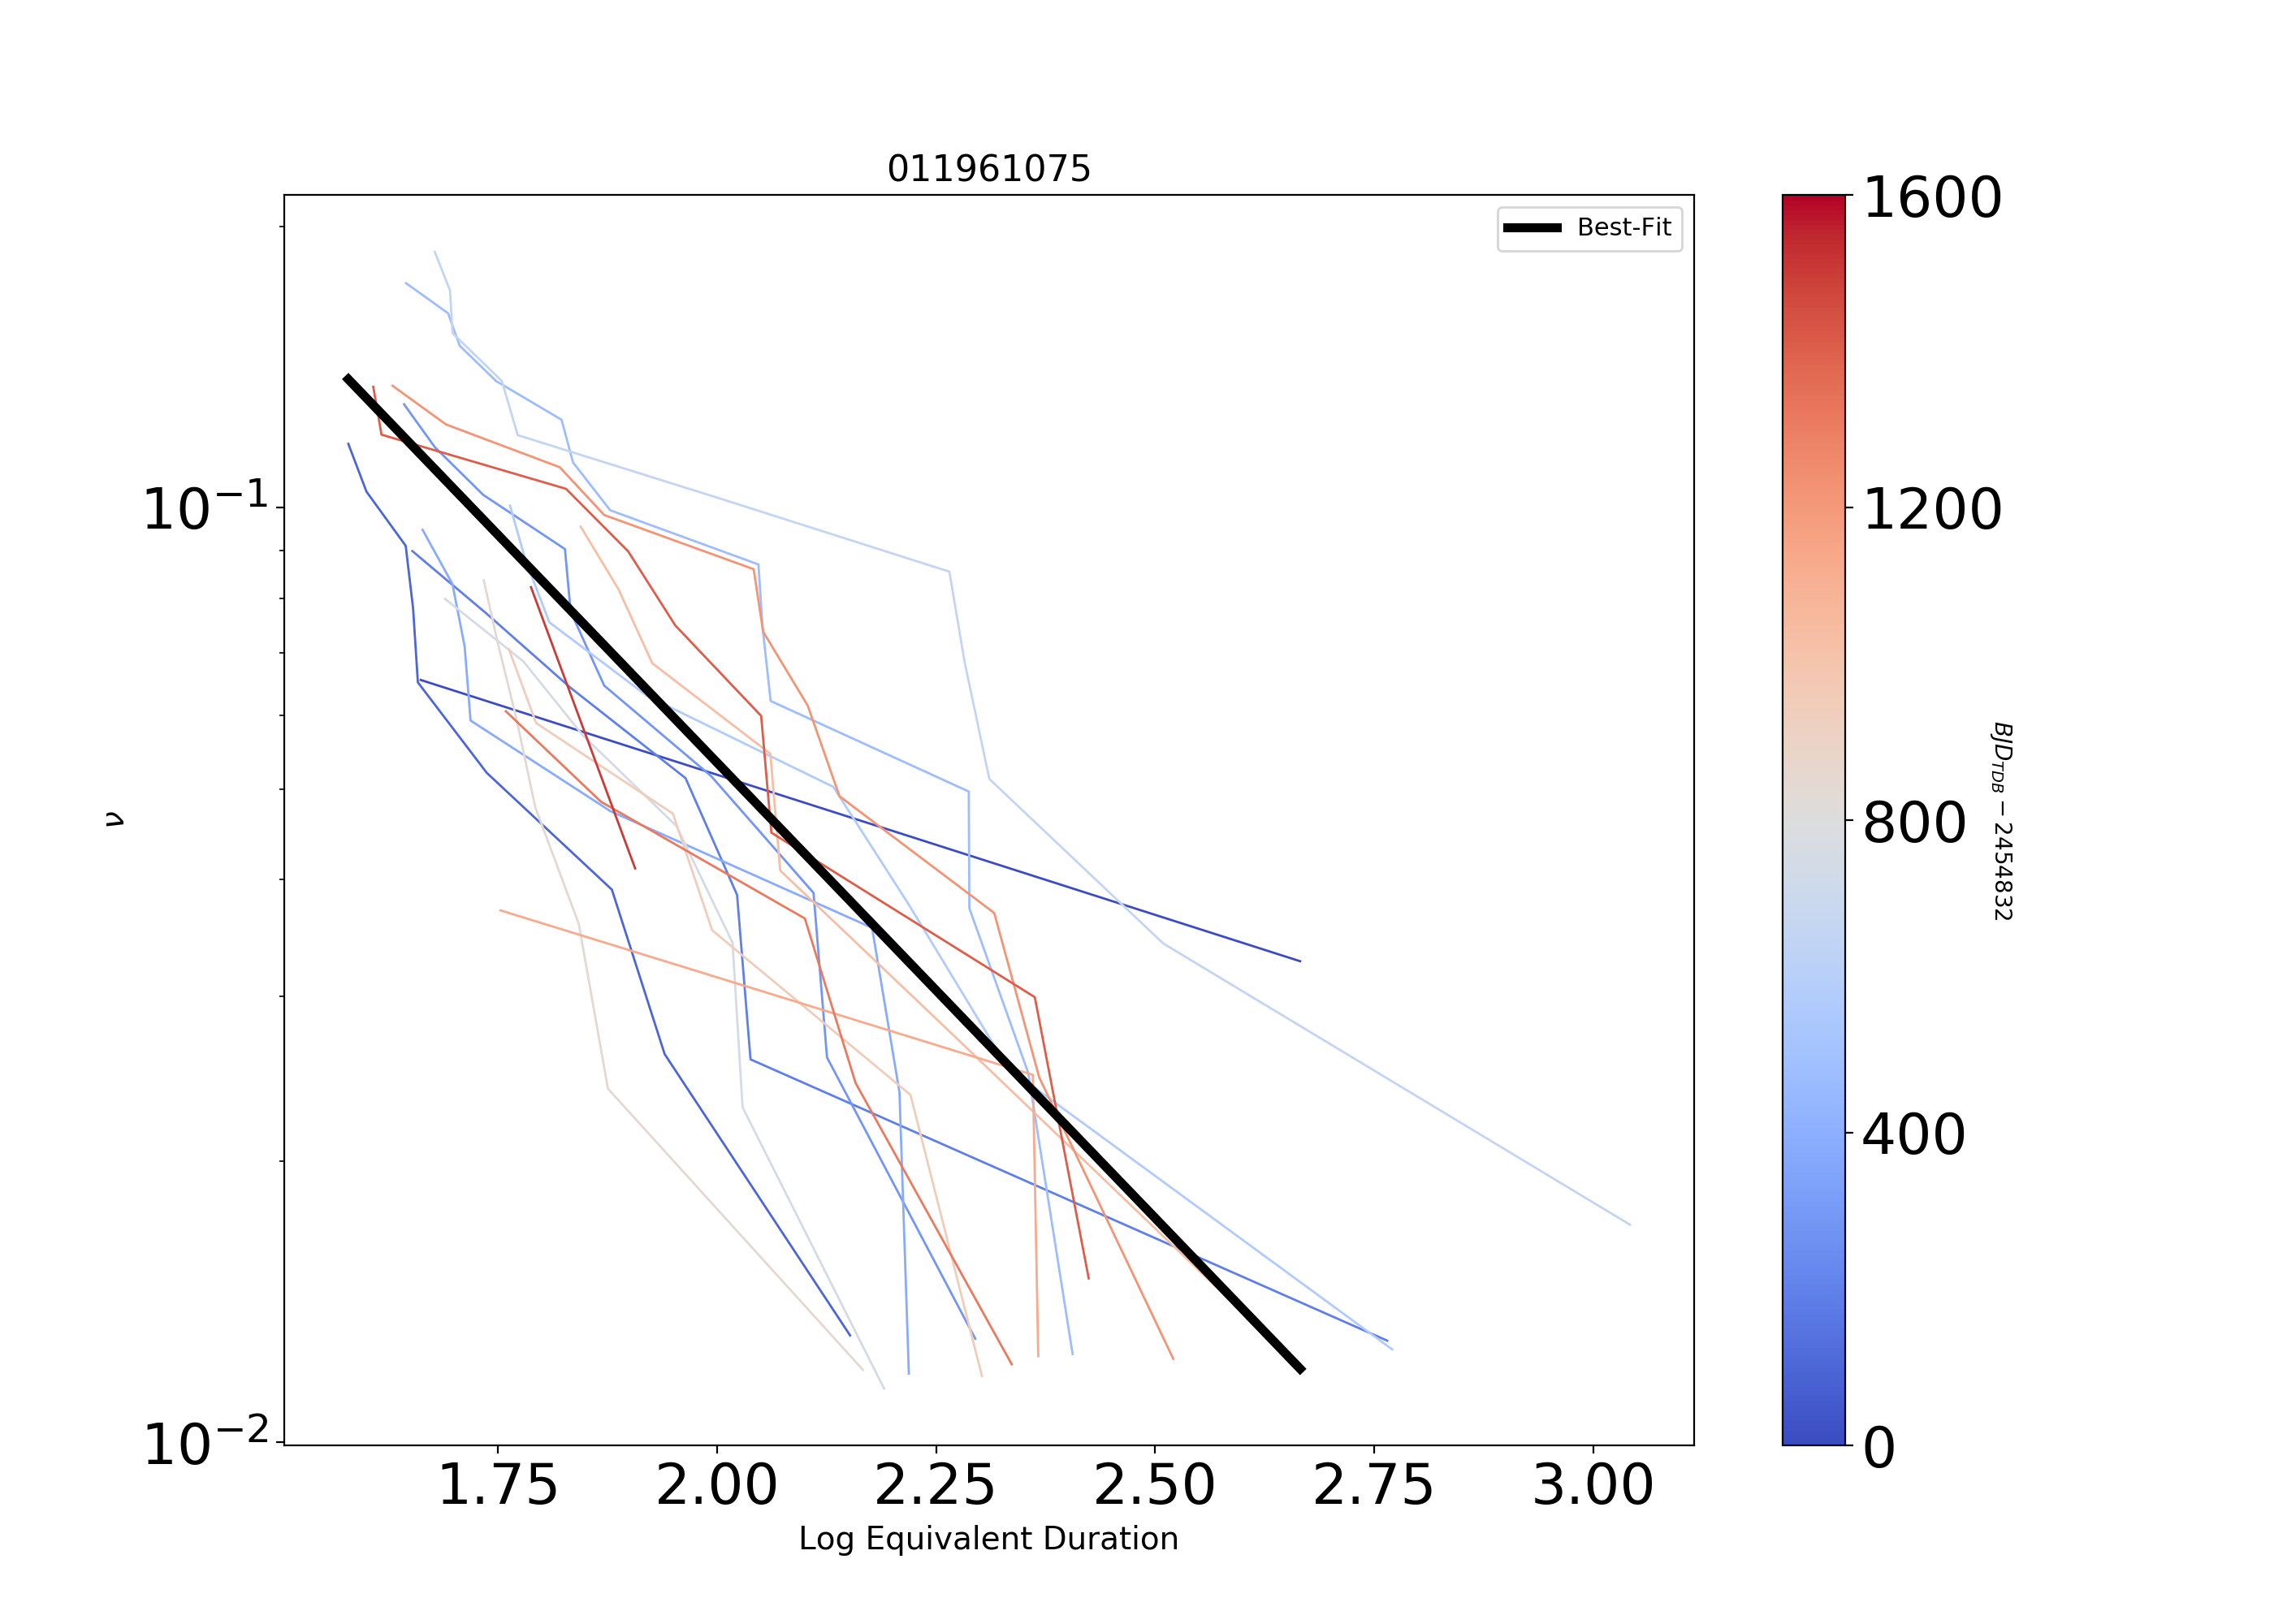 011961075
Best-Fit
10⁻¹
10⁻²
ν
1.75 2.00 2.25 2.50 2.75 3.00
Log Equivalent Duration
1600
1200
800
400
0
BJD_TDB − 2454832